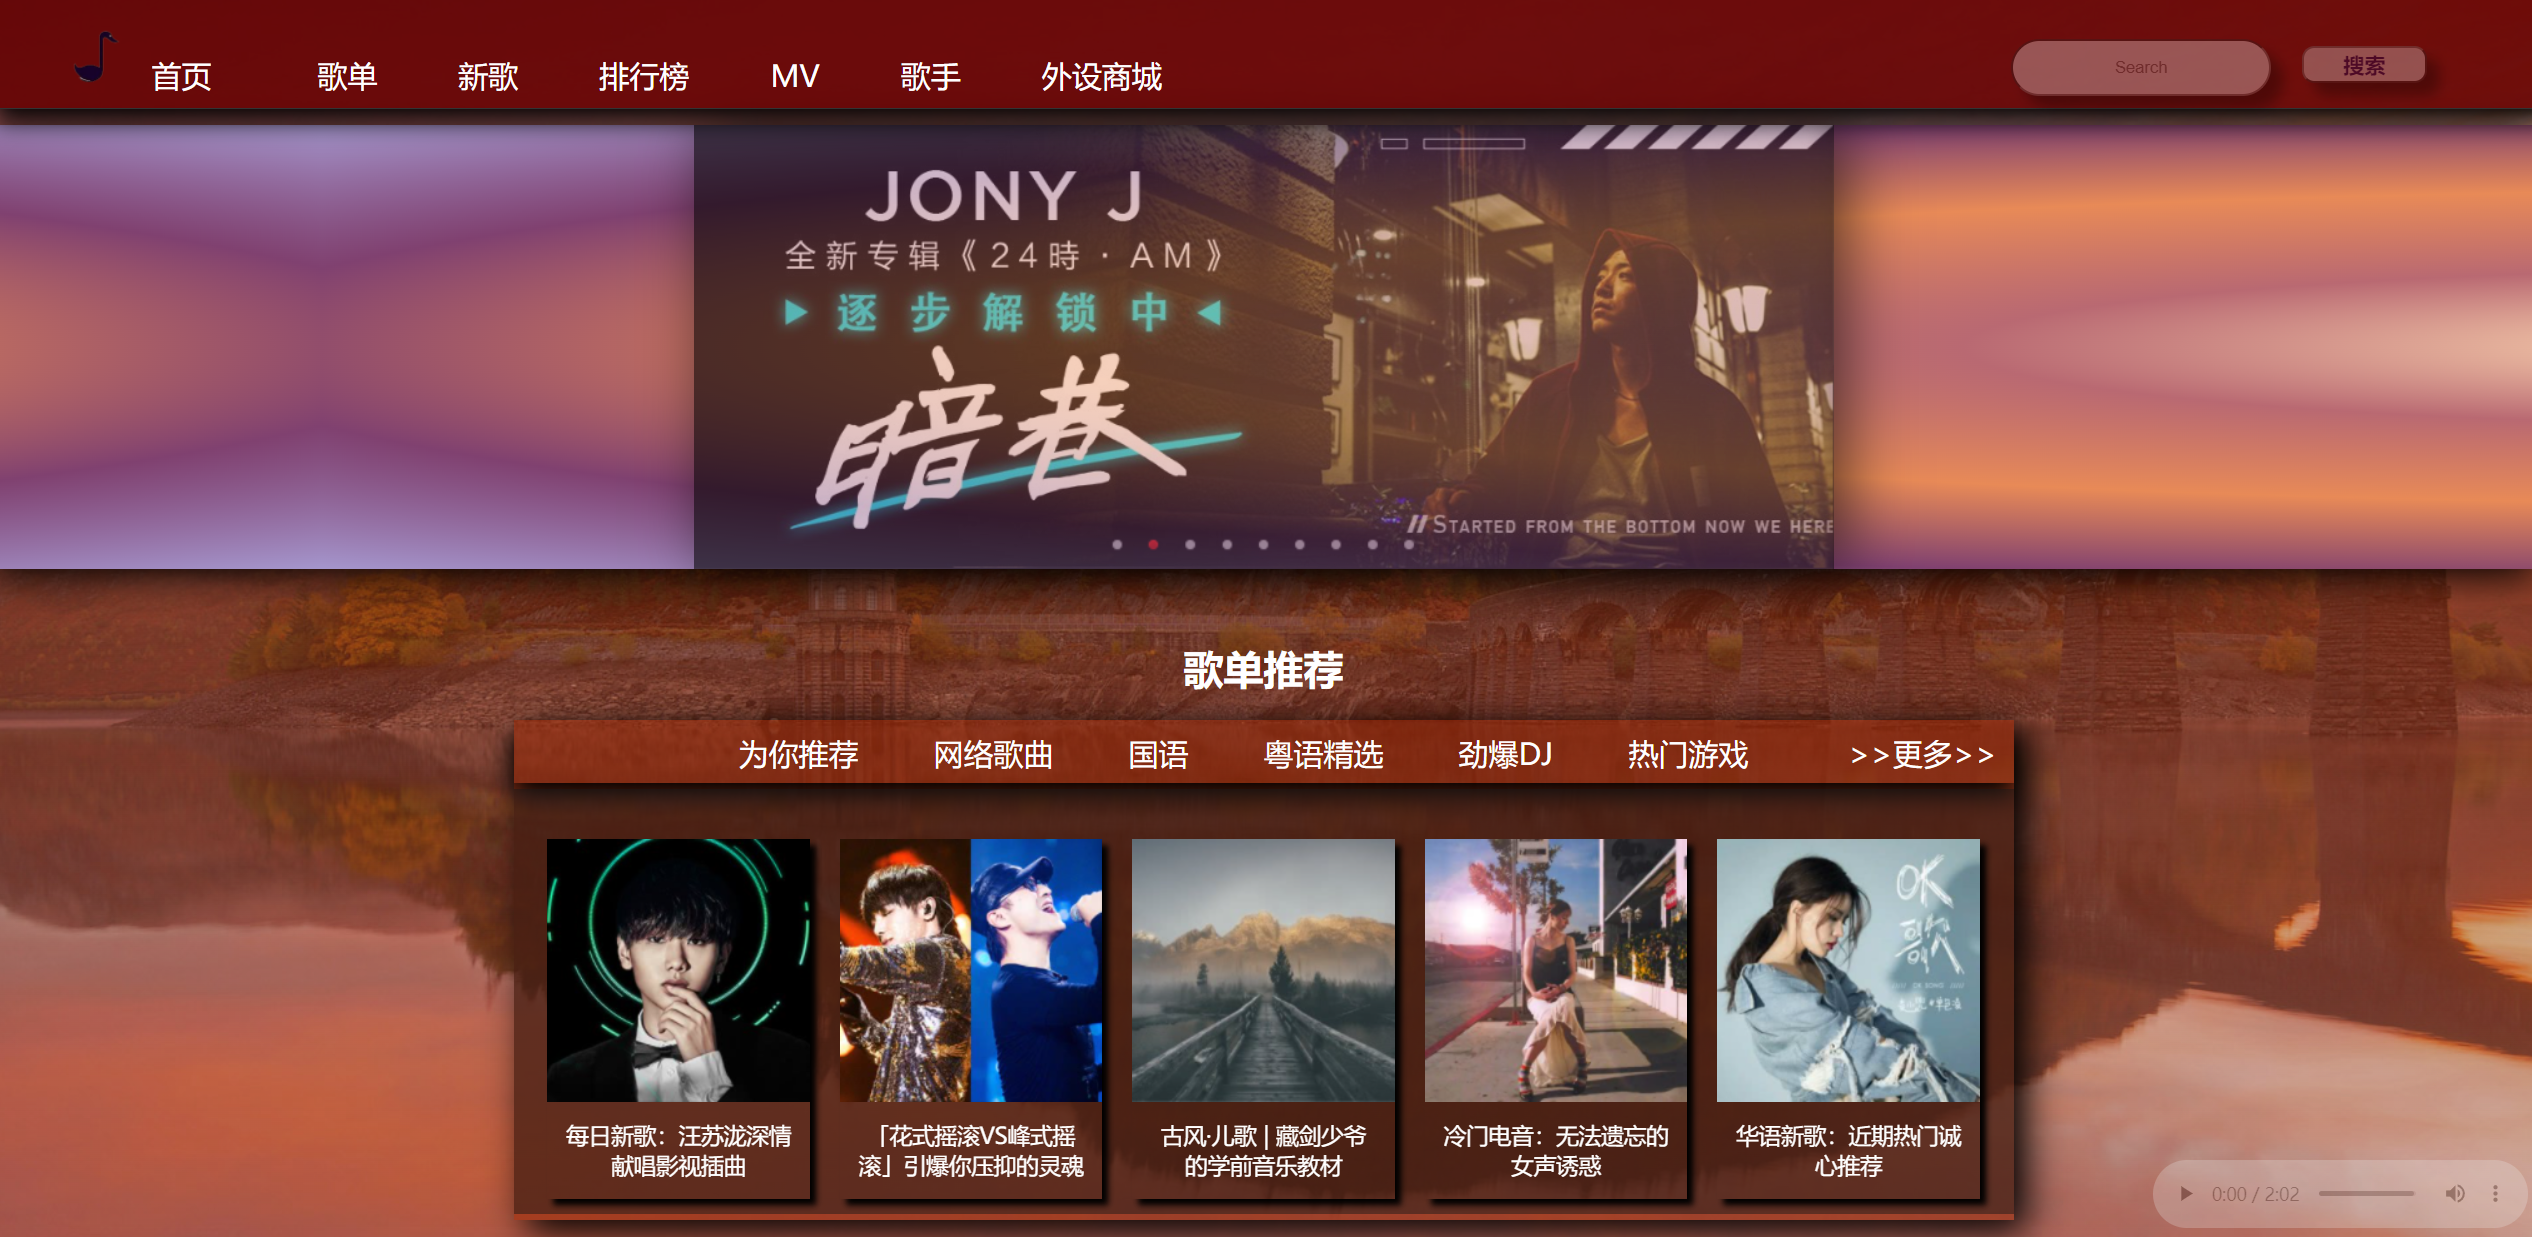 首页 歌单 新歌 排行榜 MV 歌手 外设商城 Search 搜索
JONY J
全新专辑《24時·AM》
逐步解锁中
暗巷
STARTED FROM THE BOTTOM NOW WE HERE
歌单推荐
为你推荐 网络歌曲 国语 粤语精选 劲爆DJ 热门游戏 >>更多>>
OK
歌
每日新歌：汪苏泷深情
献唱影视插曲
「花式摇滚VS峰式摇
滚」引爆你压抑的灵魂
古风·儿歌 | 藏剑少爷
的学前音乐教材
冷门电音：无法遗忘的
女声诱惑
华语新歌：近期热门诚
心推荐
0:00 / 2:02